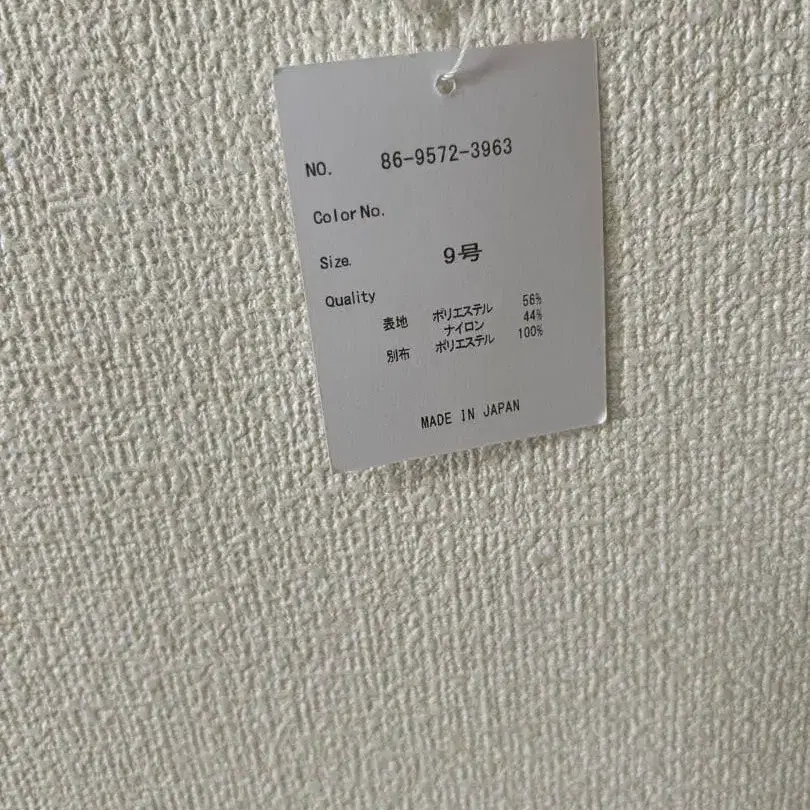 NO. 86-9572-3963
Color No.
Size. 9号
Quality
表地 ポリエステル 56%
ナイロン 44%
別布 ポリエステル 100%
MADE IN JAPAN